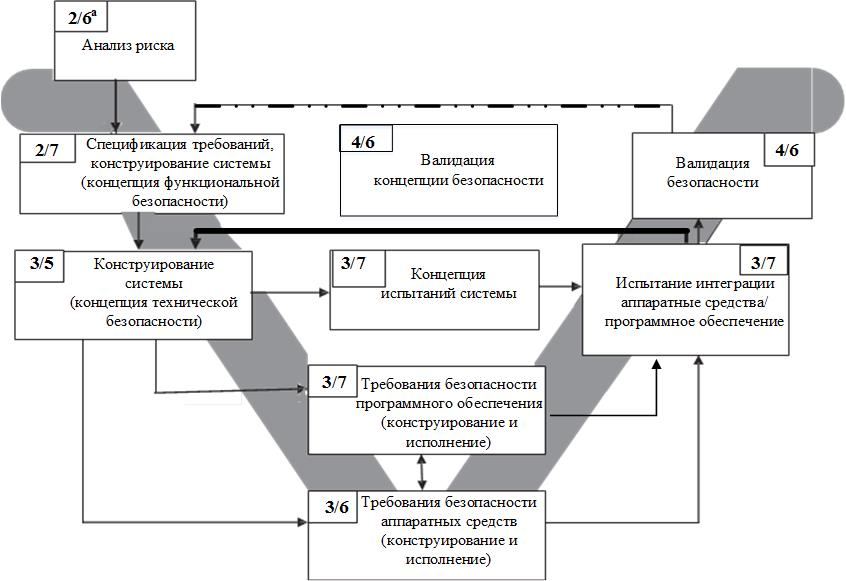 2/6ª
Анализ риска
2/7
Спецификация требований,
конструирование системы
(концепция функциональной
безопасности)
4/6
Валидация
концепции безопасности
4/6
Валидация
безопасности
3/5
Конструирование
системы
(концепция технической
безопасности)
3/7
Концепция
испытаний системы
3/7
Испытание интеграции
аппаратные средства/
программное обеспечение
3/7
Требования безопасности
программного обеспечения
(конструирование и
исполнение)
3/6
Требования безопасности
аппаратных средств
(конструирование и
исполнение)